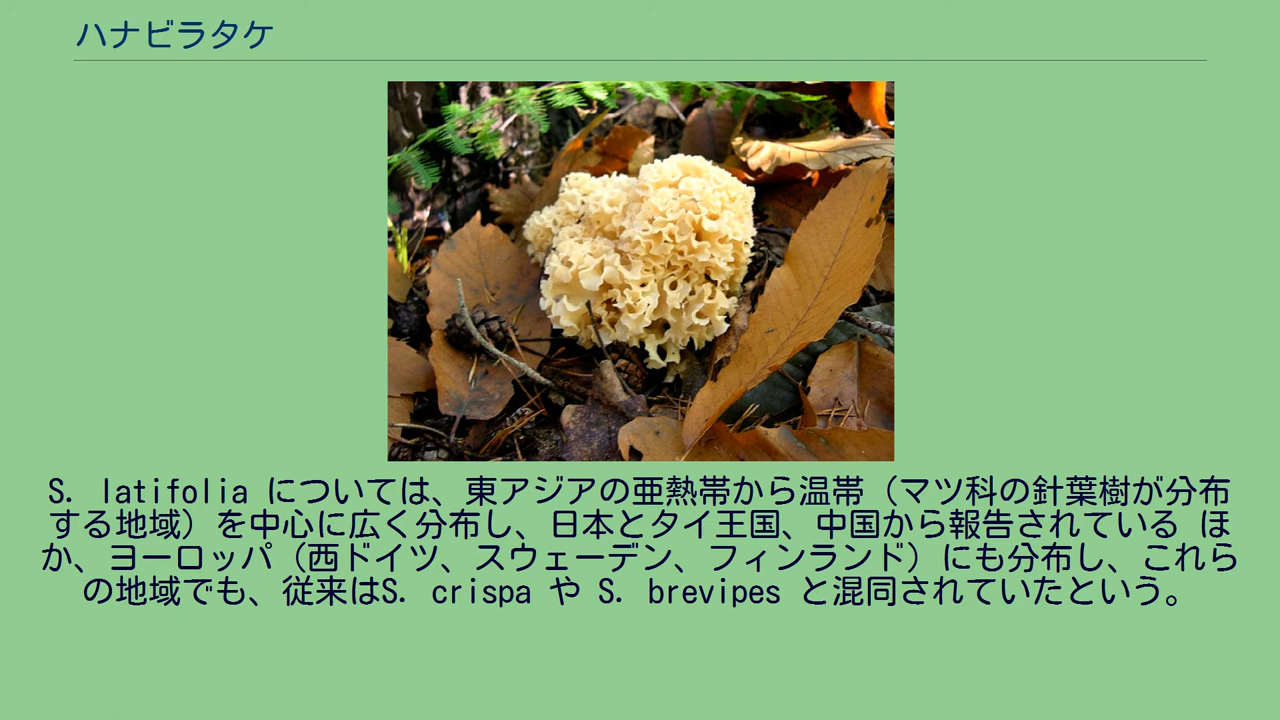 ハナビラタケ
S. latifolia については、東アジアの亜熱帯から温帯（マツ科の針葉樹が分布
する地域）を中心に広く分布し、日本とタイ王国、中国から報告されている ほ
か、ヨーロッパ（西ドイツ、スウェーデン、フィンランド）にも分布し、これら
の地域でも、従来はS. crispa や S. brevipes と混同されていたという。